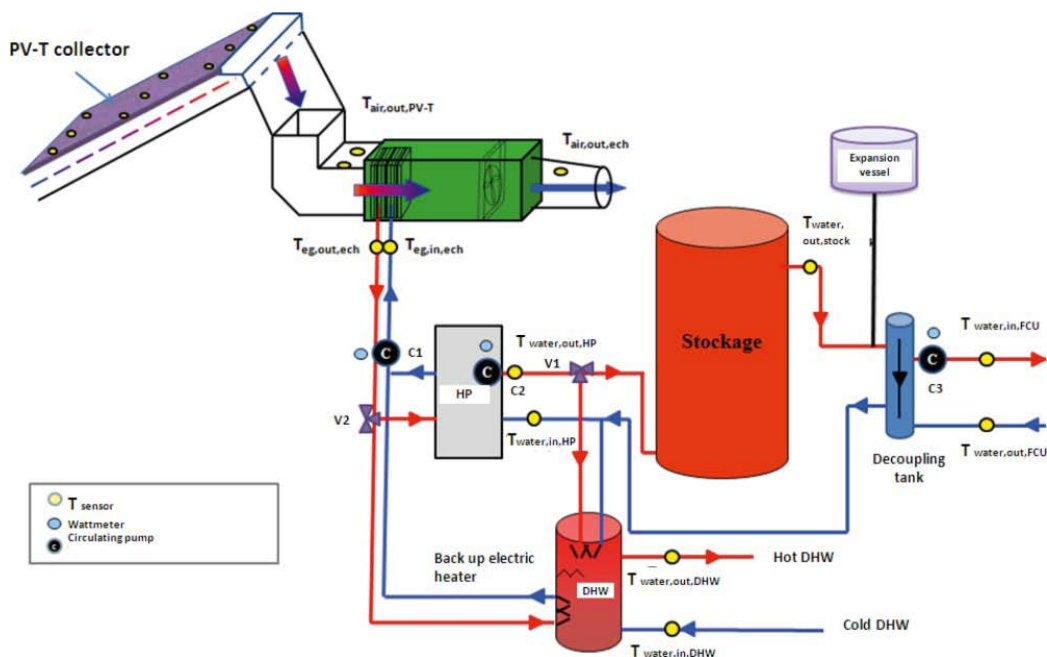 PV-T collector
Tair,out,PV-T
Tair,out,ech
Expansion
vessel
Teg,out,ech
Teg,in,ech
Twater,
out,stock
Stockage
T water,in,FCU
C
C1
T water,out,HP
V1
C
C
C3
HP
C2
V2
Twater,in,HP
T water,out,FCU
Decoupling
tank
T sensor
Wattmeter
Circulating pump
C
Back up electric
heater
DHW
Hot DHW
T water,out,DHW
Cold DHW
T water,in,DHW